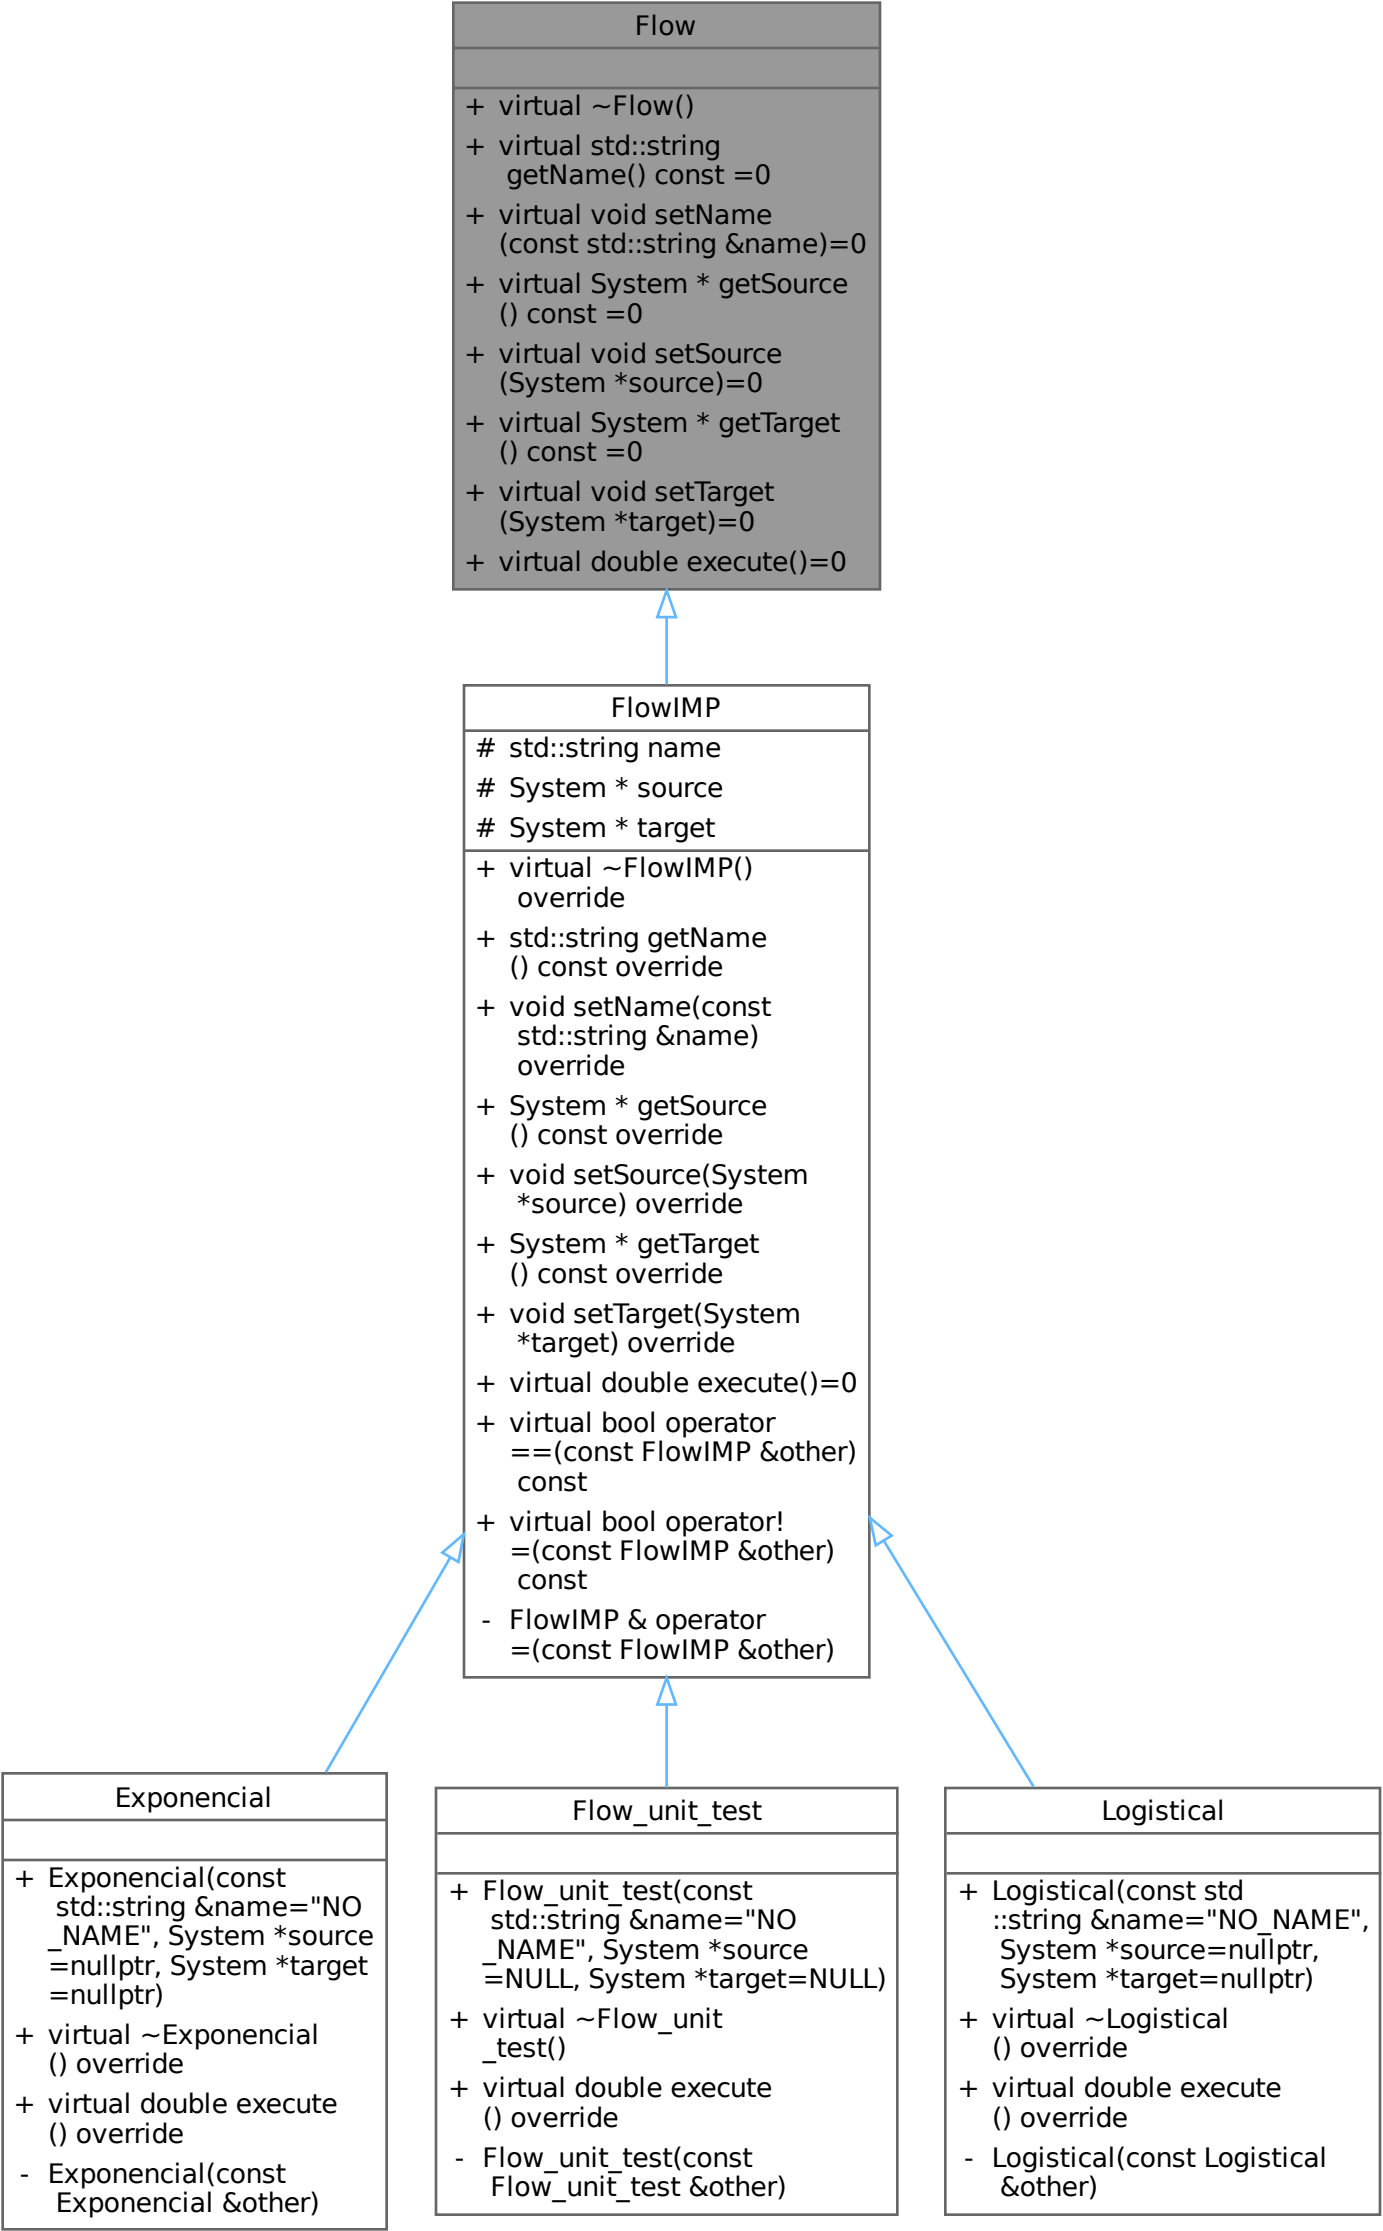 Flow
+ virtual ~Flow()
+ virtual std::string
getName() const =0
+ virtual void setName
(const std::string &name)=0
+ virtual System * getSource
() const =0
+ virtual void setSource
(System *source)=0
+ virtual System * getTarget
() const =0
+ virtual void setTarget
(System *target)=0
+ virtual double execute()=0
FlowIMP
# std::string name
# System * source
# System * target
+ virtual ~FlowIMP()
override
+ std::string getName
() const override
+ void setName(const
std::string &name)
override
+ System * getSource
() const override
+ void setSource(System
*source) override
+ System * getTarget
() const override
+ void setTarget(System
*target) override
+ virtual double execute()=0
+ virtual bool operator
==(const FlowIMP &other)
const
+ virtual bool operator!
=(const FlowIMP &other)
const
- FlowIMP & operator
=(const FlowIMP &other)
Exponencial
+ Exponencial(const
std::string &name="NO
_NAME", System *source
=nullptr, System *target
=nullptr)
+ virtual ~Exponencial
() override
+ virtual double execute
() override
- Exponencial(const
Exponencial &other)
Flow_unit_test
+ Flow_unit_test(const
std::string &name="NO
_NAME", System *source
=NULL, System *target=NULL)
+ virtual ~Flow_unit
_test()
+ virtual double execute
() override
- Flow_unit_test(const
Flow_unit_test &other)
Logistical
+ Logistical(const std
::string &name="NO_NAME",
System *source=nullptr,
System *target=nullptr)
+ virtual ~Logistical
() override
+ virtual double execute
() override
- Logistical(const Logistical
&other)